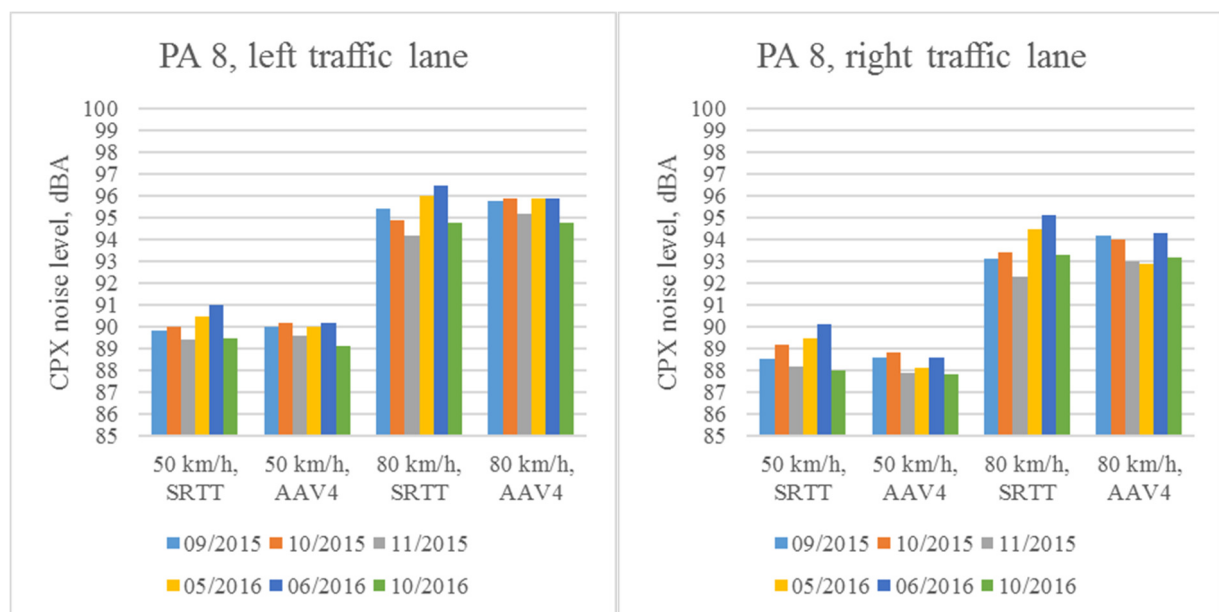 PA 8, left traffic lane
CPX noise level, dBA
100
99
98
97
96
95
94
93
92
91
90
89
88
87
86
85
50 km/h, SRTT
50 km/h, AAV4
80 km/h, SRTT
80 km/h, AAV4
09/2015 10/2015 11/2015
05/2016 06/2016 10/2016
PA 8, right traffic lane
CPX noise level, dBA
100
99
98
97
96
95
94
93
92
91
90
89
88
87
86
85
50 km/h, SRTT
50 km/h, AAV4
80 km/h, SRTT
80 km/h, AAV4
09/2015 10/2015 11/2015
05/2016 06/2016 10/2016